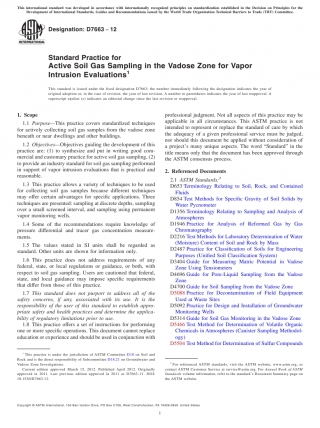 This international standard was developed in accordance with internationally recognized principles on standardization established in the Decision on Principles for the
Development of International Standards, Guides and Recommendations issued by the World Trade Organization Technical Barriers to Trade (TBT) Committee.
Designation: D7663 − 12
Standard Practice for
Active Soil Gas Sampling in the Vadose Zone for Vapor
Intrusion Evaluations1
This standard is issued under the fixed designation D7663; the number immediately following the designation indicates the year of
original adoption or, in the case of revision, the year of last revision. A number in parentheses indicates the year of last reapproval. A
superscript epsilon (ε) indicates an editorial change since the last revision or reapproval.
1. Scope
1.1 Purpose—This practice covers standardized techniques
for actively collecting soil gas samples from the vadose zone
beneath or near dwellings and other buildings.
1.2 Objectives—Objectives guiding the development of this
practice are: (1) to synthesize and put in writing good com-
mercial and customary practice for active soil gas sampling, (2)
to provide an industry standard for soil gas sampling performed
in support of vapor intrusion evaluations that is practical and
reasonable.
1.3 This practice allows a variety of techniques to be used
for collecting soil gas samples because different techniques
may offer certain advantages for specific applications. Three
techniques are presented: sampling at discrete depths, sampling
over a small screened interval, and sampling using permanent
vapor monitoring wells.
1.4 Some of the recommendations require knowledge of
pressure differential and tracer gas concentration measure-
ments.
1.5 The values stated in SI units shall be regarded as
standard. Other units are shown for information only.
1.6 This practice does not address requirements of any
federal, state, or local regulations or guidance, or both, with
respect to soil gas sampling. Users are cautioned that federal,
state, and local guidance may impose specific requirements
that differ from those of this practice.
1.7 This standard does not purport to address all of the
safety concerns, if any, associated with its use. It is the
responsibility of the user of this standard to establish appro-
priate safety and health practices and determine the applica-
bility of regulatory limitations prior to use.
1.8 This practice offers a set of instructions for performing
one or more specific operations. This document cannot replace
education or experience and should be used in conjunction with
1 This practice is under the jurisdiction of ASTM Committee D18 on Soil and
Rock and is the direct responsibility of Subcommittee D18.21 on Groundwater and
Vadose Zone Investigations.
Current edition approved March 15, 2012. Published April 2012. Originally
approved in 2011. Last previous edition approved in 2011 as D7663–11. DOI:
10.1520/D7663-12.
professional judgment. Not all aspects of this practice may be
applicable in all circumstances. This ASTM practice is not
intended to represent or replace the standard of care by which
the adequacy of a given professional service must be judged,
nor should this document be applied without consideration of
a project's many unique aspects. The word "Standard" in the
title means only that the document has been approved through
the ASTM consensus process.
2. Referenced Documents
2.1 ASTM Standards:2
D653 Terminology Relating to Soil, Rock, and Contained
Fluids
D854 Test Methods for Specific Gravity of Soil Solids by
Water Pycnometer
D1356 Terminology Relating to Sampling and Analysis of
Atmospheres
D1946 Practice for Analysis of Reformed Gas by Gas
Chromatography
D2216 Test Methods for Laboratory Determination of Water
(Moisture) Content of Soil and Rock by Mass
D2487 Practice for Classification of Soils for Engineering
Purposes (Unified Soil Classification System)
D3404 Guide for Measuring Matric Potential in Vadose
Zone Using Tensiometers
D4696 Guide for Pore-Liquid Sampling from the Vadose
Zone
D4700 Guide for Soil Sampling from the Vadose Zone
D5088 Practice for Decontamination of Field Equipment
Used at Waste Sites
D5092 Practice for Design and Installation of Groundwater
Monitoring Wells
D5314 Guide for Soil Gas Monitoring in the Vadose Zone
D5466 Test Method for Determination of Volatile Organic
Chemicals in Atmospheres (Canister Sampling Methodol-
ogy)
D5504 Test Method for Determination of Sulfur Compounds
2 For referenced ASTM standards, visit the ASTM website, www.astm.org, or
contact ASTM Customer Service at service@astm.org. For Annual Book of ASTM
Standards volume information, refer to the standard's Document Summary page on
the ASTM website.
Copyright © ASTM International, 100 Barr Harbor Drive, PO Box C700, West Conshohocken, PA 19428-2959. United States
1